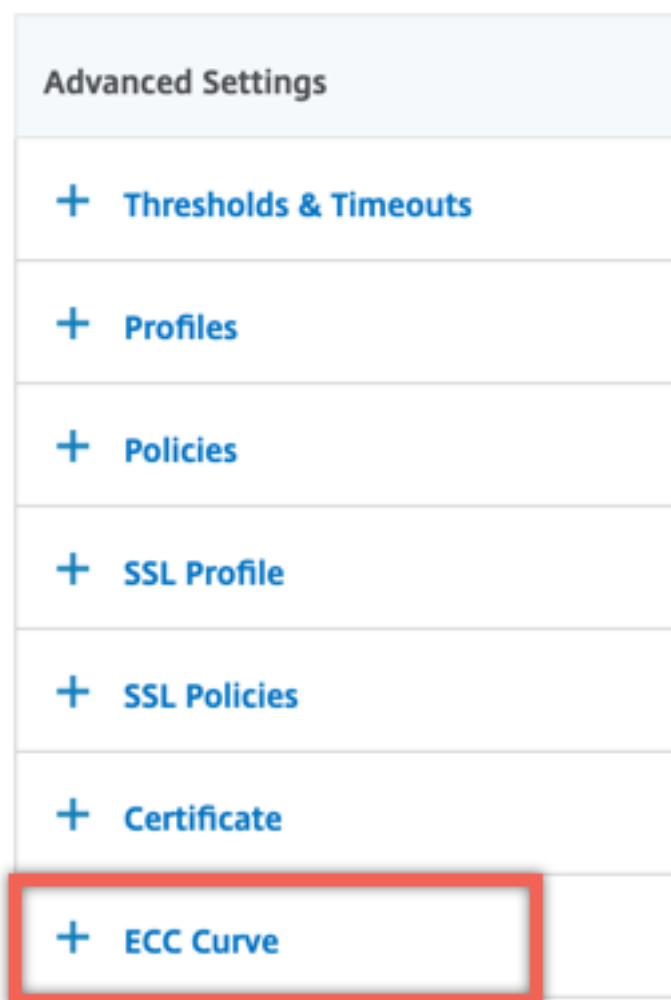 Advanced Settings
+ Thresholds & Timeouts
+ Profiles
+ Policies
+ SSL Profile
+ SSL Policies
+ Certificate
+ ECC Curve